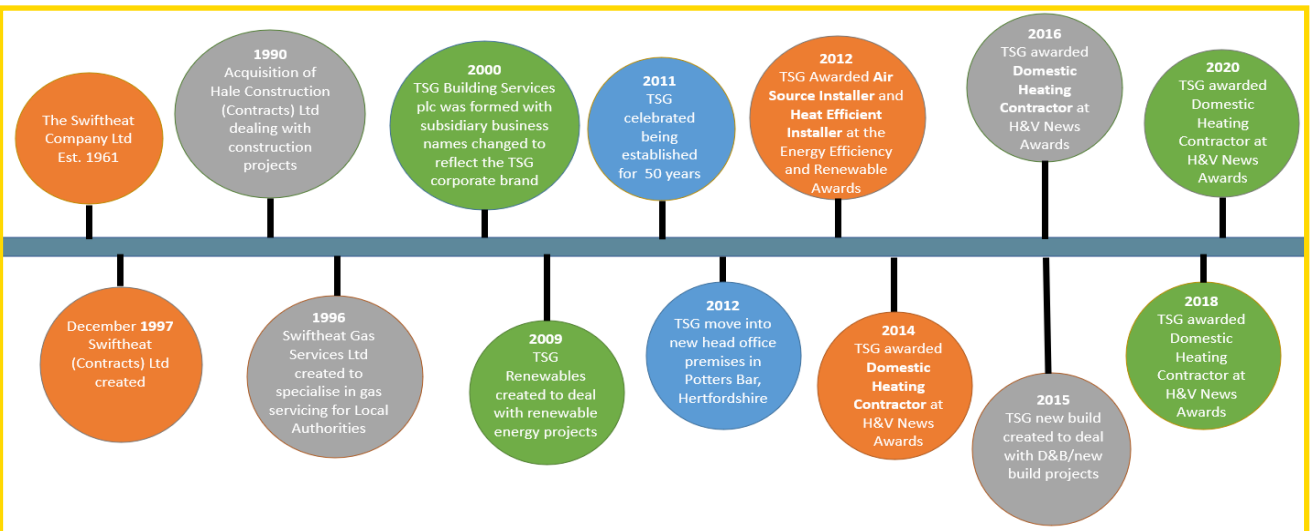 The Swiftheat
Company Ltd
Est. 1961
December 1997
Swiftheat
(Contracts) Ltd
created
1990
Acquisition of
Hale Construction
(Contracts) Ltd
dealing with
construction
projects
1996
Swiftheat Gas
Services Ltd
created to
specialise in gas
servicing for Local
Authorities
2000
TSG Building Services
plc was formed with
subsidiary business
names changed to
reflect the TSG
corporate brand
2009
TSG
Renewables
created to deal
with renewable
energy projects
2011
TSG
celebrated
being
established
for 50 years
2012
TSG move into
new head office
premises in
Potters Bar,
Hertfordshire
2012
TSG Awarded Air
Source Installer and
Heat Efficient
Installer at the
Energy Efficiency
and Renewable
Awards
2014
TSG awarded
Domestic
Heating
Contractor at
H&V News
Awards
2016
TSG awarded
Domestic
Heating
Contractor at
H&V News
Awards
2015
TSG new build
created to deal
with D&B/new
build projects
2020
TSG awarded
Domestic
Heating
Contractor at
H&V News
Awards
2018
TSG awarded
Domestic
Heating
Contractor at
H&V News
Awards